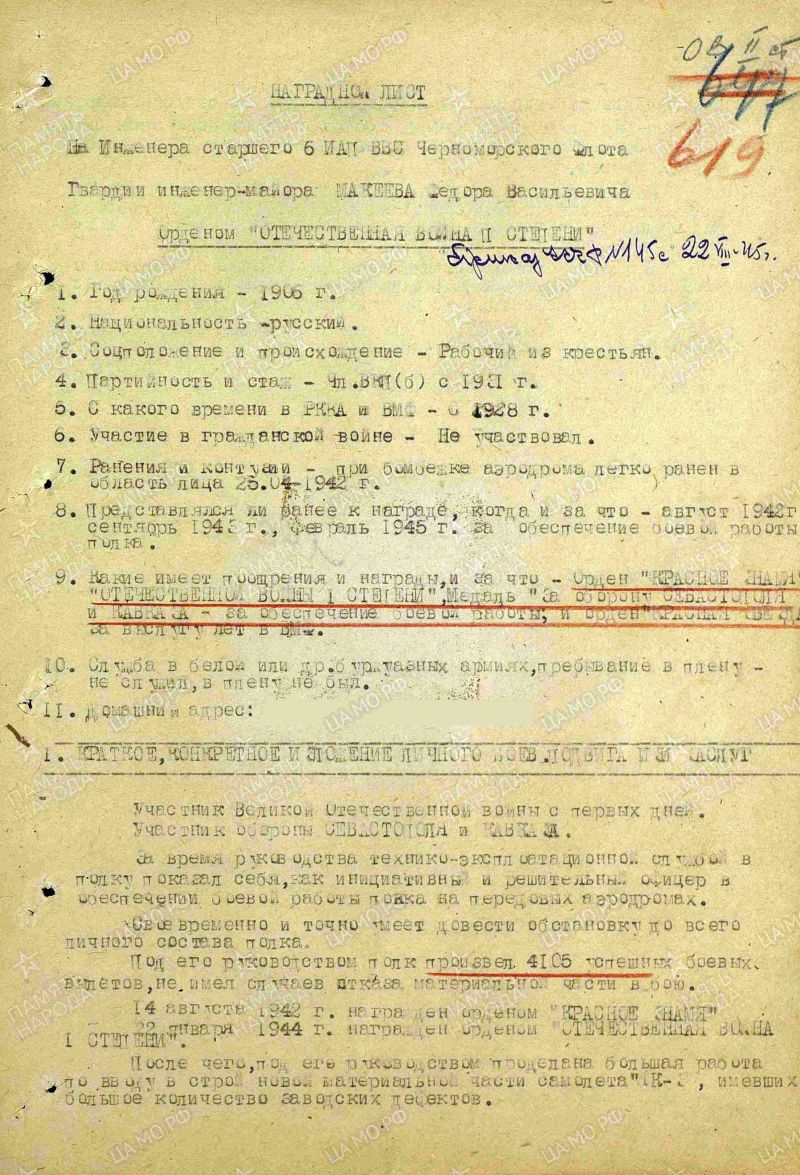 НАГРАДНОЙ ЛИСТ
619
На Инженера старшего 6 ИАП ВВС Черноморского Флота
Гвардии инженер-майора МАКЕЕВА Федора Васильевича
Орденом "ОТЕЧЕСТВЕННАЯ ВОЙНА II СТЕПЕНИ"
Приказ №145с 22 VIII-45г.
1. Год рождения - 1906 г.
2. Национальность -русский.
3. Соцположение и происхождение - Рабочий из крестьян.
4. Партийность и стаж - Чл.ВКП(б) с 1931 г.
5. С какого времени в РККА и ВМФ - с 1928 г.
6. Участие в гражданской войне - Не участвовал.
7. Ранения и контузии - при бомбежке аэродрома легко ранен в
область лица 25.04-1942 г.
8. Представлялся ли ранее к награде, когда и за что - август 1942г
сентябрь 1943 г., февраль 1945 г. за обеспечение боевой работы
полка.
9. Какие имеет поощрения и награды,и за что - Орден "КРАСНОЕ ЗНАМЯ"
"ОТЕЧЕСТВЕННОЙ ВОЙНЫ I СТЕПЕНИ",Медаль "За оборону СЕВАСТОПОЛЯ
и КАВКАЗА - за обеспечение боевой работы, и орден"КРАСНАЯ ЗВЕЗДА
за выслугу лет в ВМФ.
10. Служба в белой или др.буржуазных армиях,пребывание в плену -
не служил,в плену не был.
II. Домашний адрес:
I. КРАТКОЕ,КОНКРЕТНОЕ ИЗЛОЖЕНИЕ ЛИЧНОГО БОЕВ.ПОДВИГА ИЛИ ЗАСЛУГ
Участник Великой Отечественной войны с первых дней.
Участник обороны СЕВАСТОПОЛЯ и КАВКАЗА.
За время руководства технико-эксплоатационной службой в
полку показал себя,как инициативный и решительный офицер в
обеспечении боевой работы полка на передовых аэродромах.
Своевременно и точно умеет довести обстановку до всего
личного состава полка.
Под его руководством полк произвел 4105 успешных боевых
вылетов,не имея случаев отказа материальной части в бою.
14 августа 1942 г. награжден орденом "КРАСНОЕ ЗНАМЯ"
22 января 1944 г. награжден орденом "ОТЕЧЕСТВЕННАЯ ВОЙНА
I СТЕПЕНИ".
После чего,под его руководством проделана большая работа
по вводу в строй новой материальной части самолета , имевших
большое количество заводских дефектов.